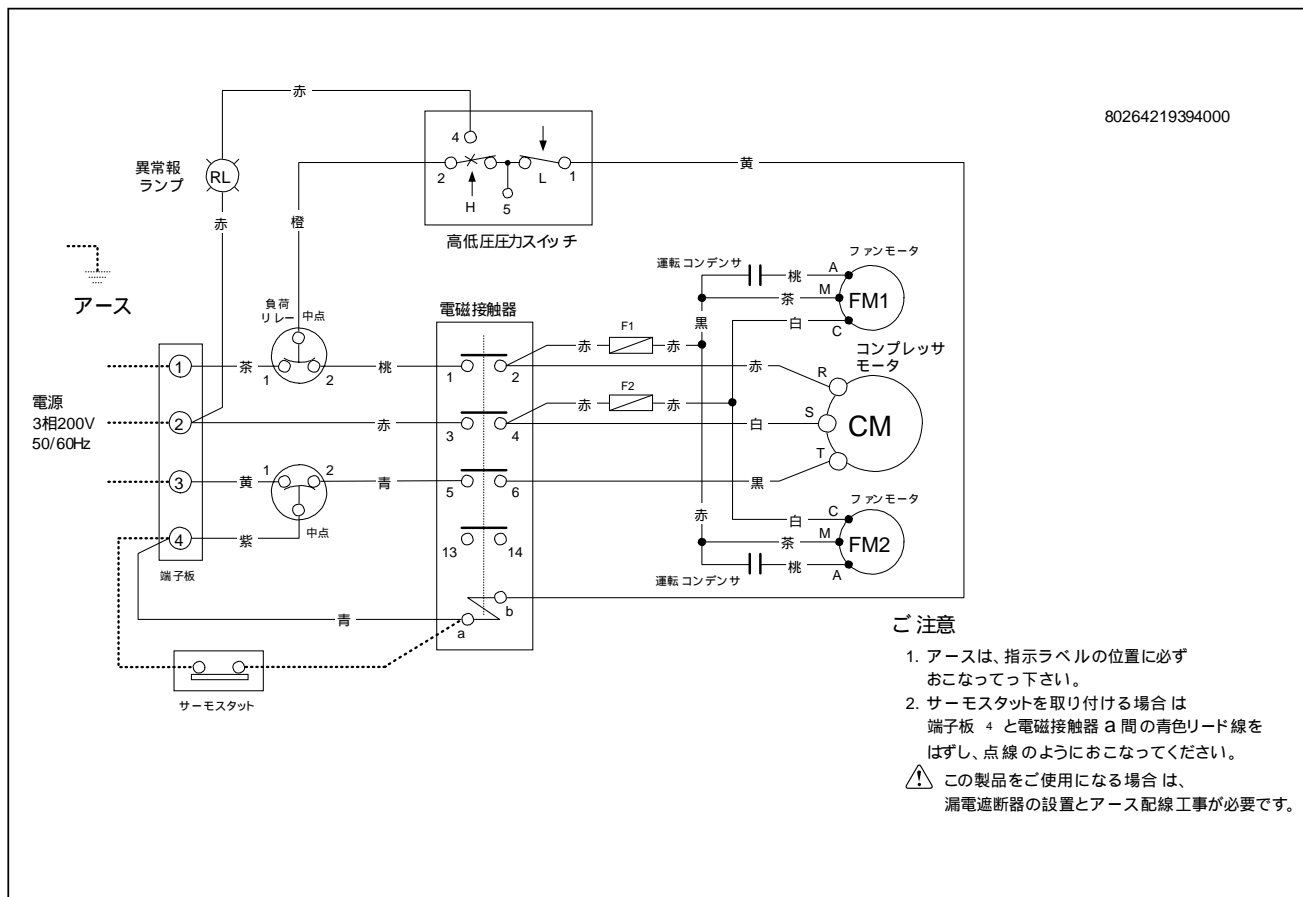 赤
80264219394000
4
2
H
5
L
1
黄
異常報
ランプ
RL
赤
橙
高低圧圧力スイッチ
アース
負荷
リレー
中点
電磁接触器
運転コンデンサ
桃
A
ファンモータ
茶
M
FM1
黒
白
C
F1
赤
赤
1
茶
1
2
桃
1
2
赤
コンプレッサ
モータ
R
電源
3相200V
50/60Hz
F2
赤
赤
2
赤
3
4
白
S
CM
T
3
黄
1
2
青
5
6
黒
ファンモータ
赤
白
C
4
紫
中点
13
14
茶
M
FM2
端子板
運転コンデンサ
桃
A
青
a
b
サーモスタット
ご注意
1. アースは、指示ラベルの位置に必ず
おこなってっ下さい。
2. サーモスタットを取り付ける場合は
端子板 4 と電磁接触器 a 間の青色リード線を
はずし、点線のようにおこなってください。
この製品をご使用になる場合は、
漏電遮断器の設置とアース配線工事が必要です。